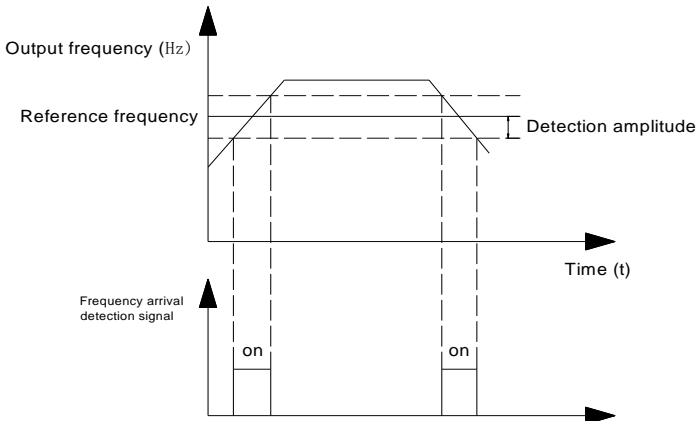 Output frequency (Hz)
Reference frequency
Detection amplitude
Time (t)
Frequency arrival
detection signal
on
on